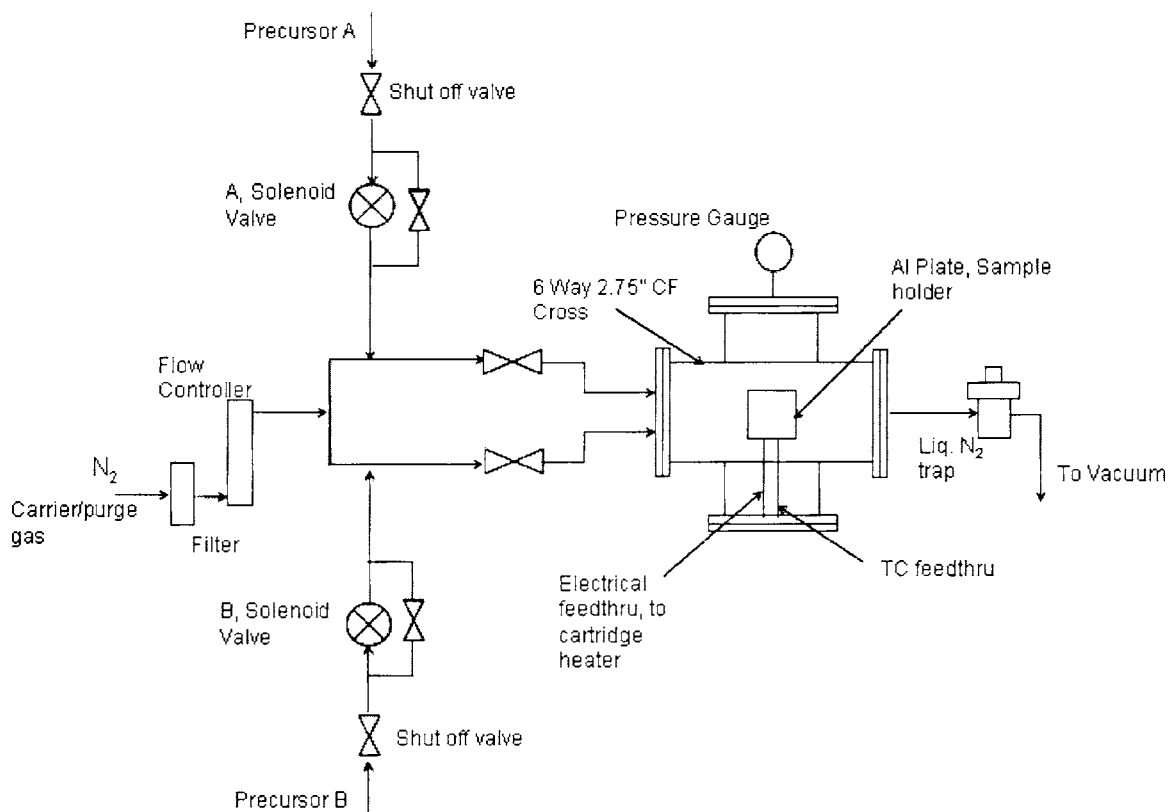 Precursor A
Shut off valve
A, Solenoid
Valve
Pressure Gauge
Al Plate, Sample
holder
6 Way 2.75" CF
Cross
Flow
Controller
N₂
Carrier/purge
gas
Filter
Liq. N₂
trap
To Vacuum
TC feedthru
Electrical
feedthru, to
cartridge
heater
B, Solenoid
Valve
Shut off valve
Precursor B